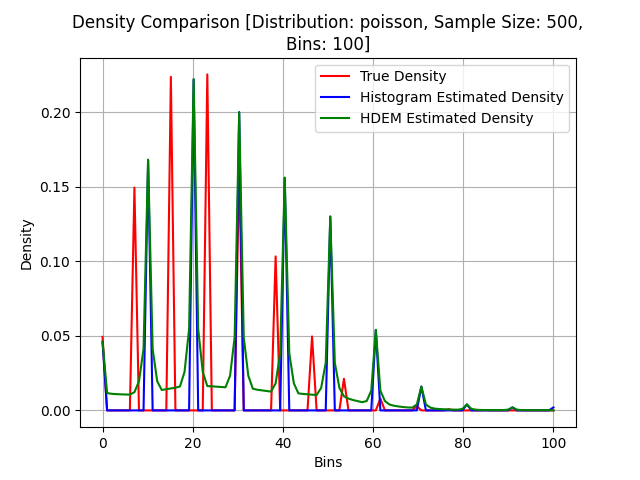 Density Comparison [Distribution: poisson, Sample Size: 500,
Bins: 100]
True Density
Histogram Estimated Density
HDEM Estimated Density
0.20
0.15
0.10
0.05
0.00
Density
0 20 40 60 80 100
Bins